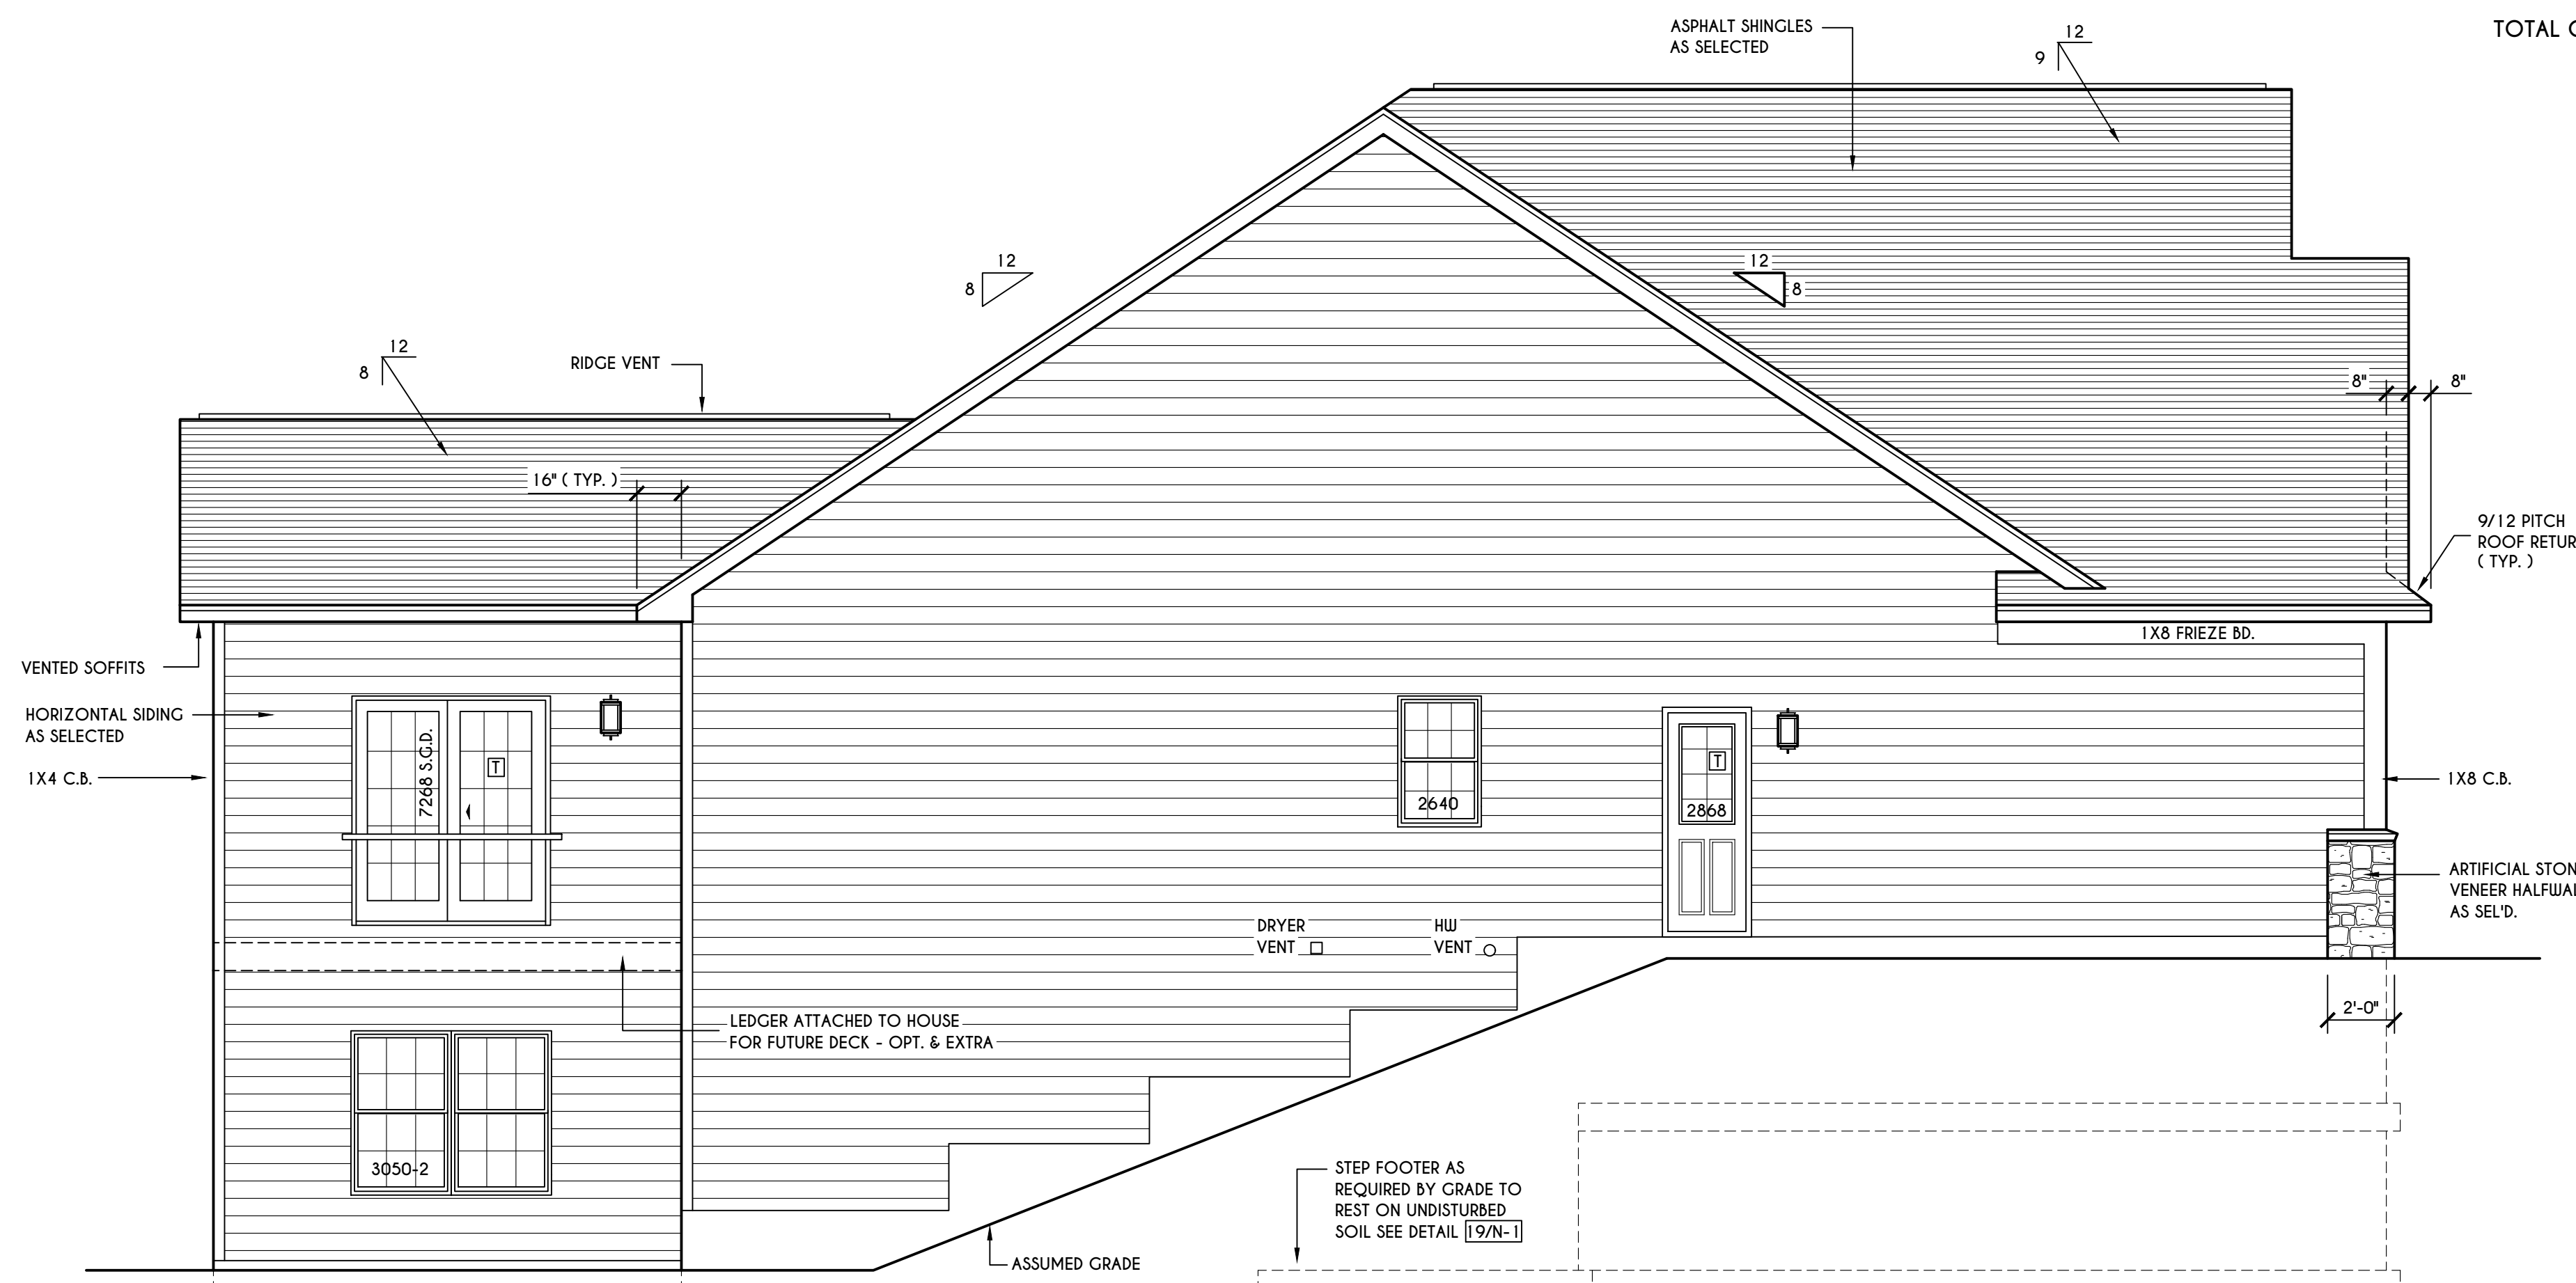 TOTAL
ASPHALT SHINGLES
AS SELECTED
12
9
12
8
12
8
12
8
RIDGE VENT
16" ( TYP. )
8"
8"
9/12 PITCH
ROOF
( TYP. )
1X8 FRIEZE BD.
VENTED SOFFITS
HORIZONTAL SIDING
AS SELECTED
1X4 C.B.
7268 S.G.D.
T
T
2640
2868
1X8 C.B.
ARTIFICIAL
VENEER
AS SEL'D.
DRYER
VENT
HW
VENT
2'-0"
LEDGER ATTACHED TO HOUSE
FOR FUTURE DECK - OPT. & EXTRA
3050-2
STEP FOOTER AS
REQUIRED BY GRADE TO
REST ON UNDISTURBED
SOIL SEE DETAIL 19/N-1
ASSUMED GRADE